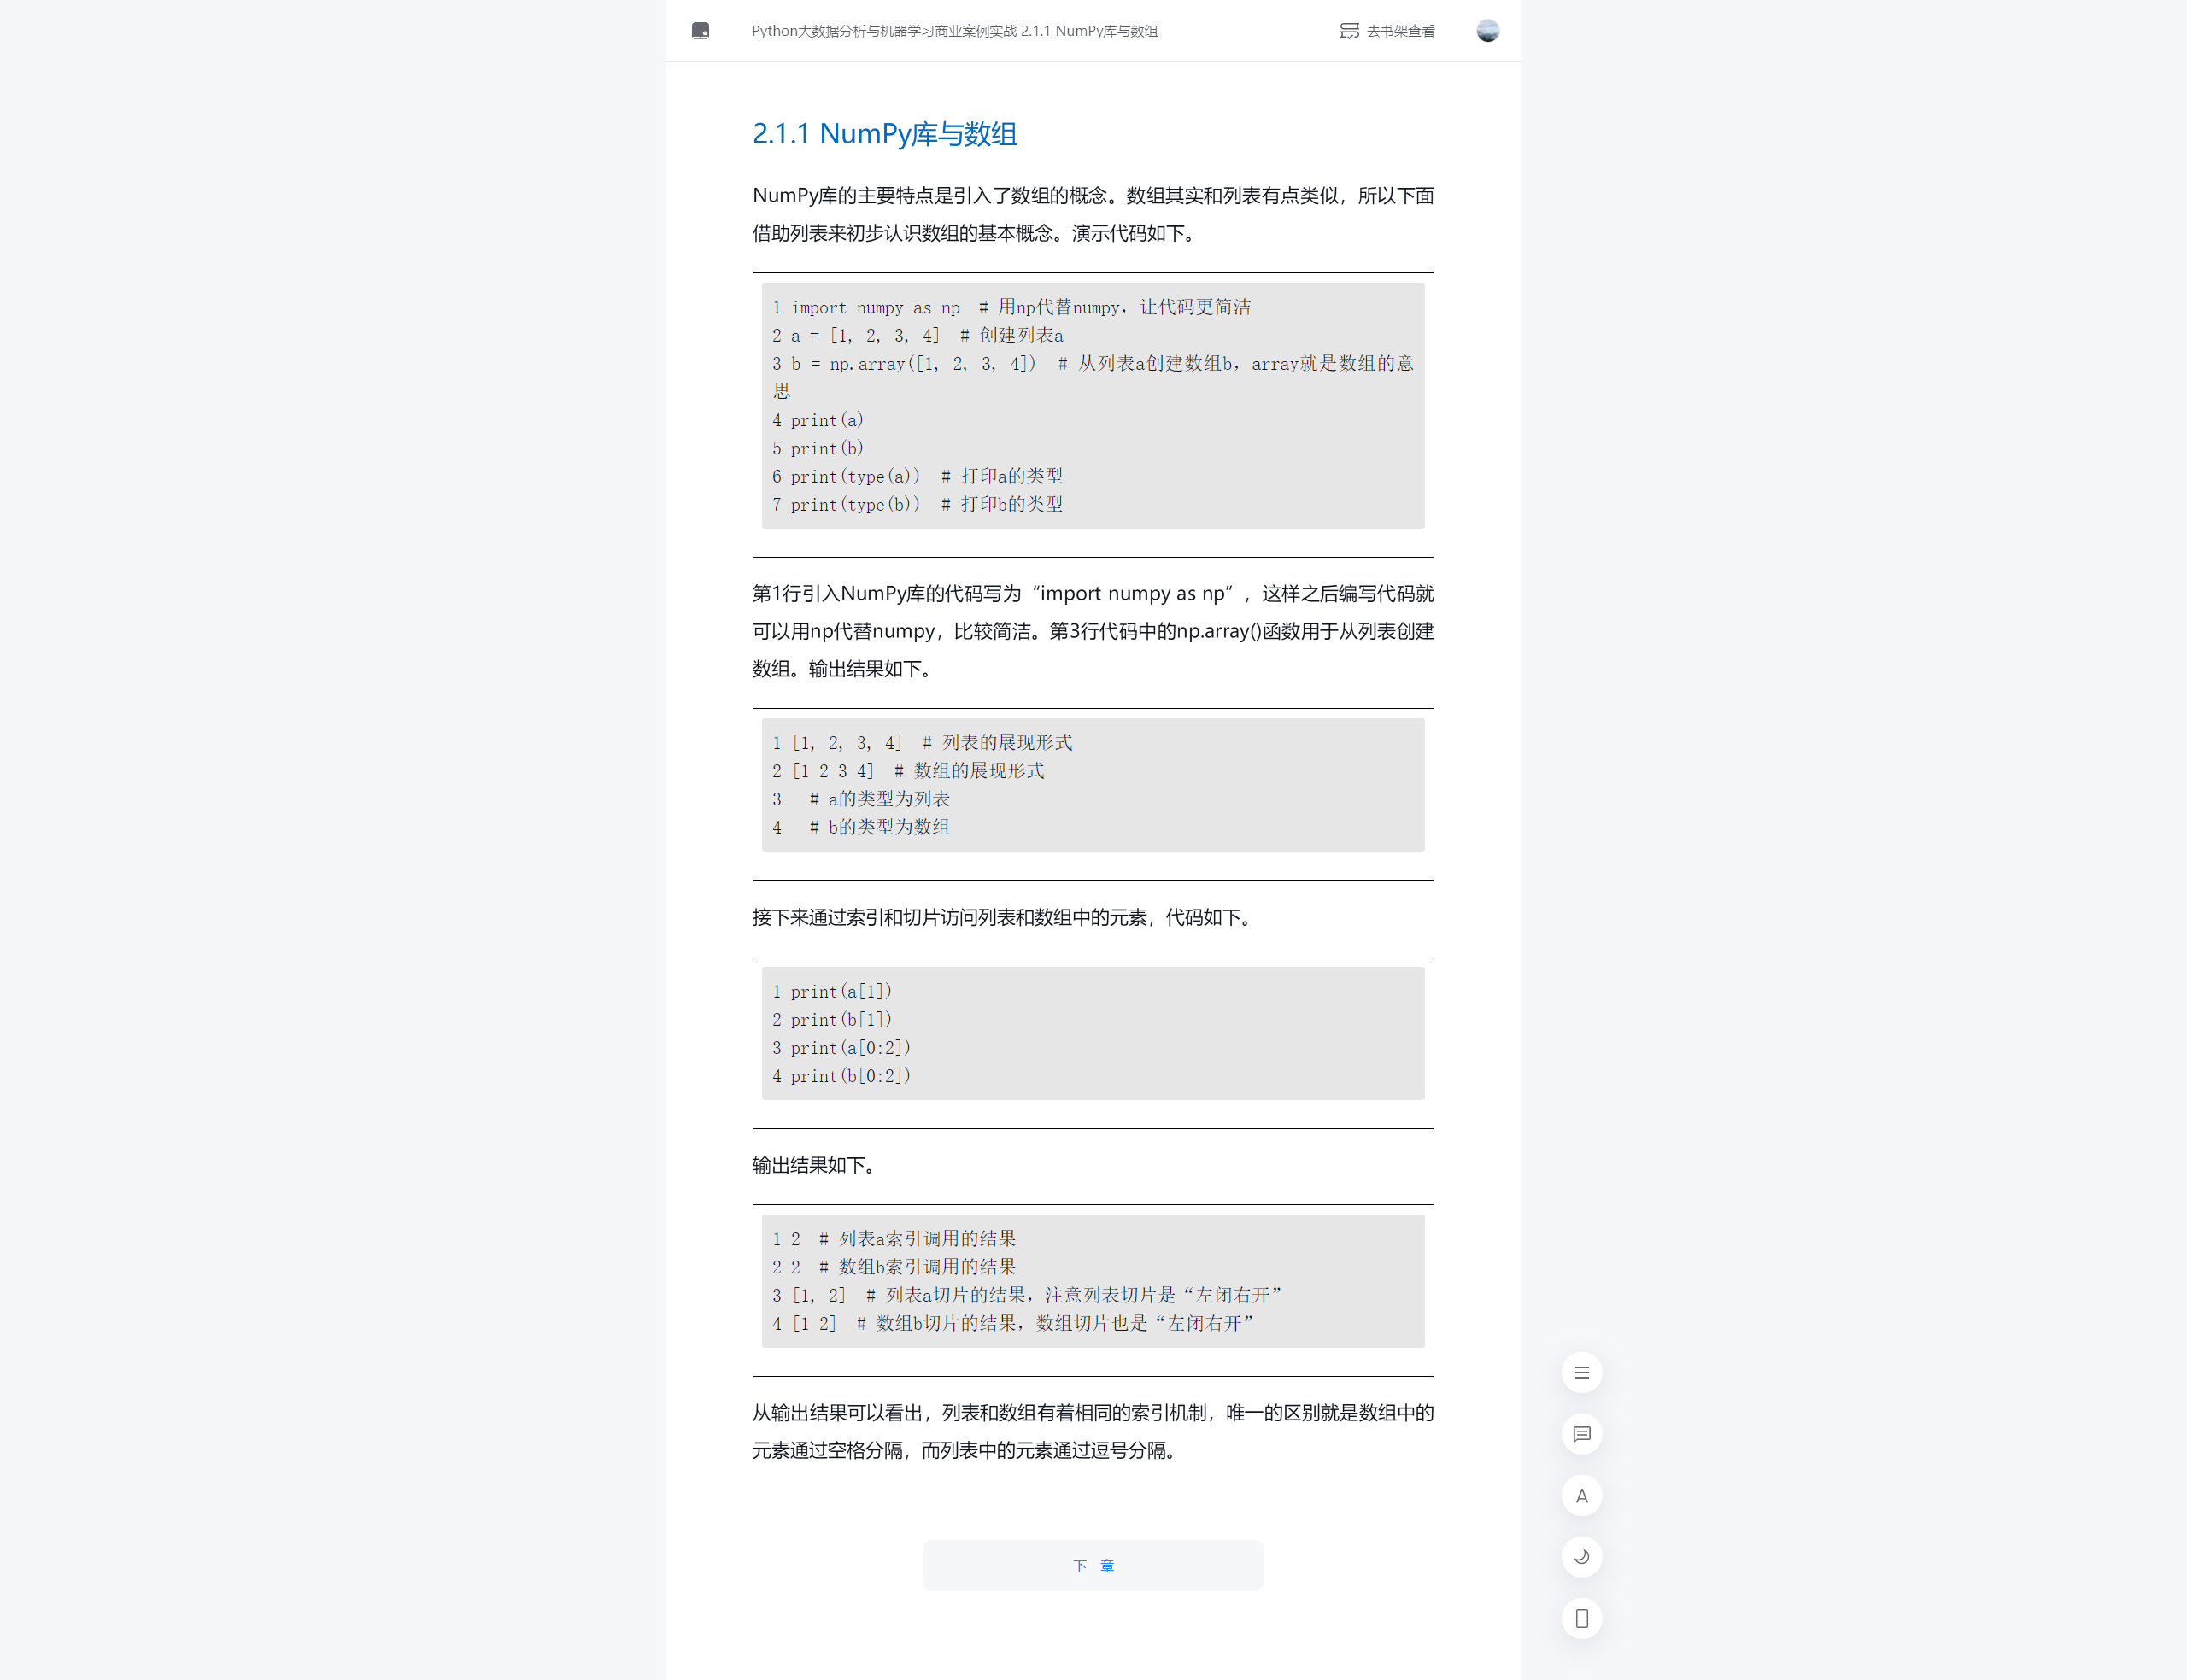 Python大数据分析与机器学习商业案例实战 2.1.1 NumPy库与数组
去书架查看
2.1.1 NumPy库与数组
NumPy库的主要特点是引入了数组的概念。数组其实和列表有点类似，所以下面
借助列表来初步认识数组的基本概念。演示代码如下。
1 import numpy as np  # 用np代替numpy，让代码更简洁
2 a = [1, 2, 3, 4]  # 创建列表a
3 b = np.array([1, 2, 3, 4])  # 从列表a创建数组b，array就是数组的意
思
4 print(a)
5 print(b)
6 print(type(a))  # 打印a的类型
7 print(type(b))  # 打印b的类型
第1行引入NumPy库的代码写为“import numpy as np”，这样之后编写代码就
可以用np代替numpy，比较简洁。第3行代码中的np.array()函数用于从列表创建
数组。输出结果如下。
1 [1, 2, 3, 4]  # 列表的展现形式
2 [1 2 3 4]  # 数组的展现形式
3   # a的类型为列表
4   # b的类型为数组
接下来通过索引和切片访问列表和数组中的元素，代码如下。
1 print(a[1])
2 print(b[1])
3 print(a[0:2])
4 print(b[0:2])
输出结果如下。
1 2  # 列表a索引调用的结果
2 2  # 数组b索引调用的结果
3 [1, 2]  # 列表a切片的结果，注意列表切片是“左闭右开”
4 [1 2]  # 数组b切片的结果，数组切片也是“左闭右开”
从输出结果可以看出，列表和数组有着相同的索引机制，唯一的区别就是数组中的
元素通过空格分隔，而列表中的元素通过逗号分隔。
A
下一章